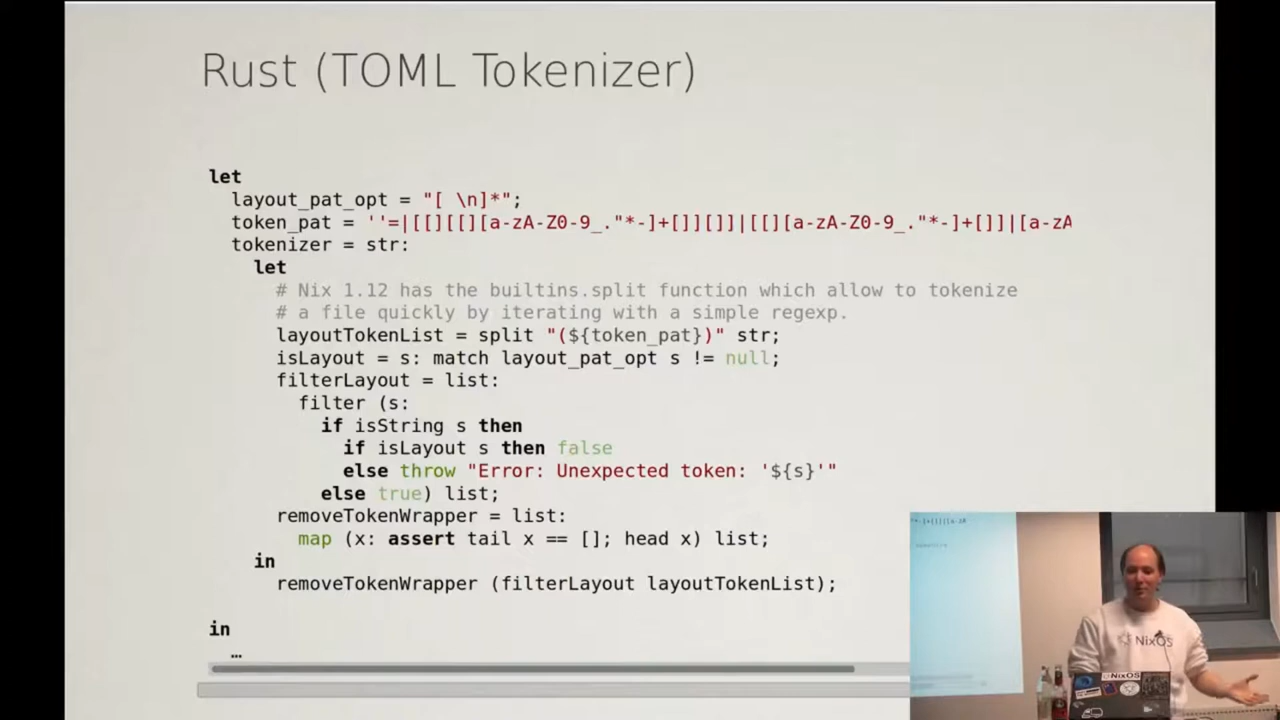 Rust (TOML Tokenizer)
let
layout_pat_opt = "[ \n]*";
token_pat = ''=|[[][[][a-zA-Z0-9_."*-]+[]][]]|[[][a-zA-Z0-9_."*-]+[]]|[a-zA
tokenizer = str:
let
# Nix 1.12 has the builtins.split function which allow to tokenize
# a file quickly by iterating with a simple regexp.
layoutTokenList = split "(${token_pat})" str;
isLayout = s: match layout_pat_opt s != null;
filterLayout = list:
filter (s:
if isString s then
if isLayout s then false
else throw "Error: Unexpected token: '${s}'"
else true) list;
removeTokenWrapper = list:
map (x: assert tail x == []; head x) list;
in
removeTokenWrapper (filterLayout layoutTokenList);
in
…
NixOS
NixOS